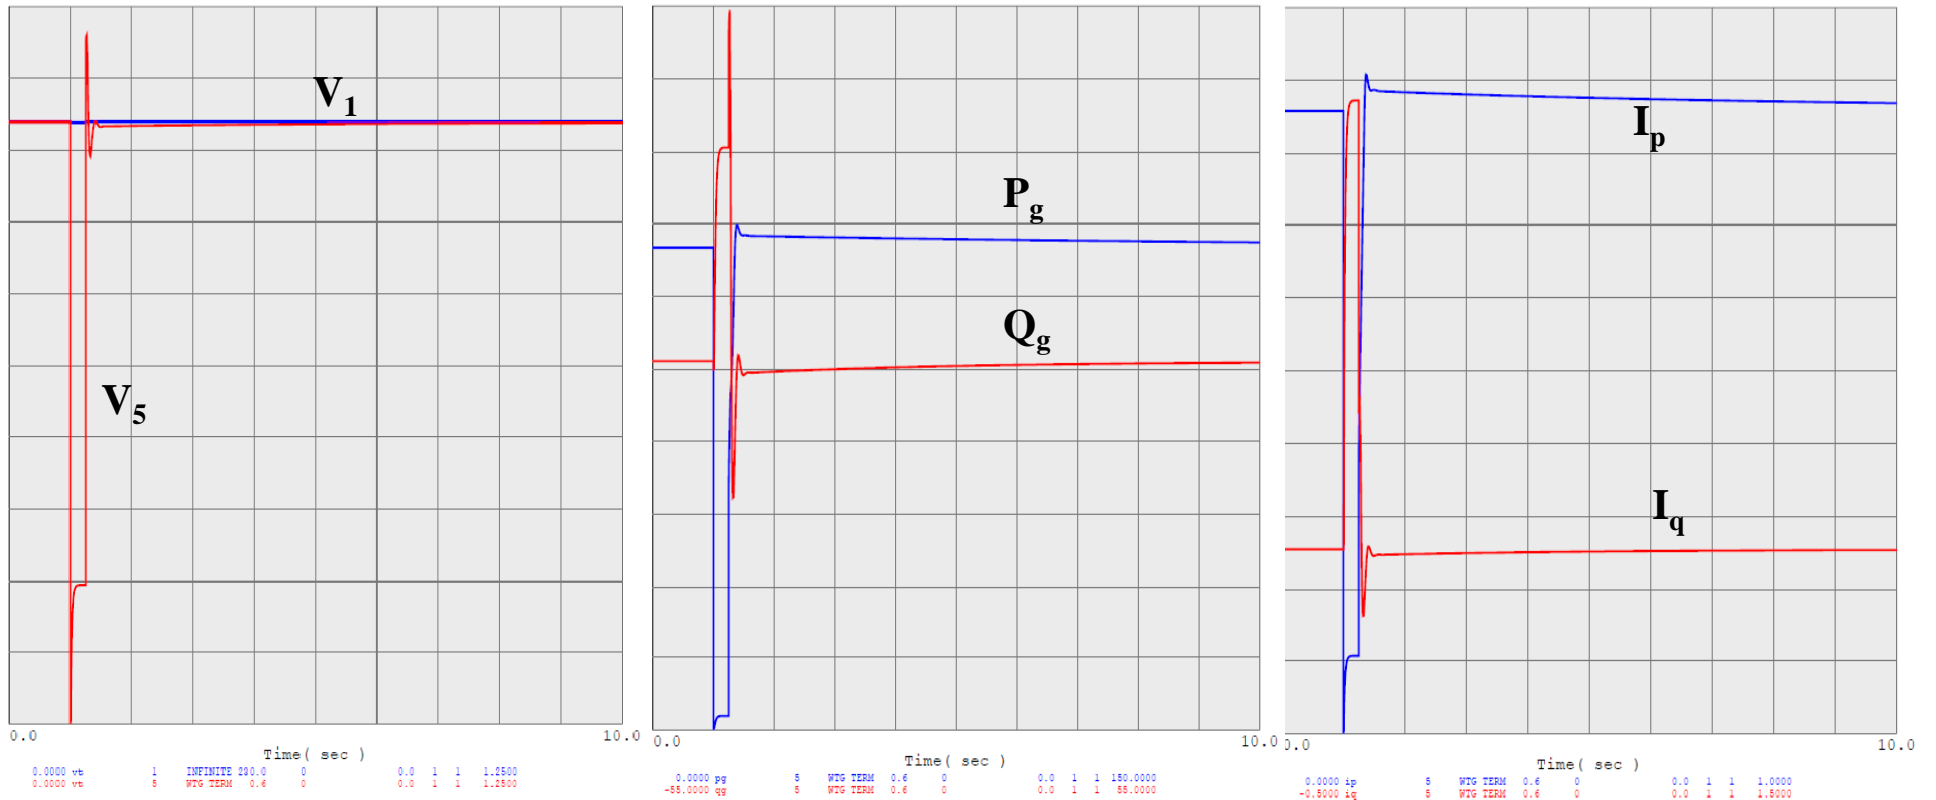 V1
V5
0.0 10.0
Time( sec )
0.0000 vt 1 INFINITE 230.0 0 0.0 1 1 1.2500
0.0000 vt 5 WTG TERM 0.6 0 0.0 1 1 1.2500
Pg
Qg
0.0 10.0
Time( sec )
0.0000 pg 5 WTG TERM 0.6 0 0.0 1 1 150.0000
-55.0000 qg 5 WTG TERM 0.6 0 0.0 1 1 55.0000
Ip
Iq
0.0 10.0
Time( sec )
0.0000 ip 5 WTG TERM 0.6 0 0.0 1 1 1.0000
-0.5000 iq 5 WTG TERM 0.6 0 0.0 1 1 1.5000